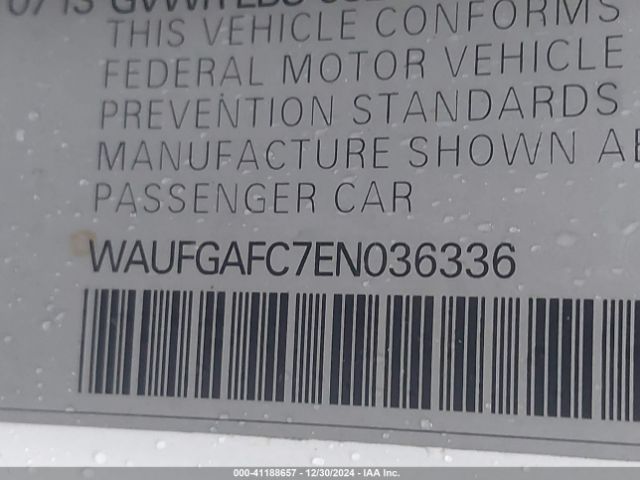 THIS VEHICLE CONFORMS
FEDERAL MOTOR VEHICLE
PREVENTION STANDARDS
MANUFACTURE SHOWN
PASSENGER CAR
WAUFGAFC7EN036336
000-41188657 - 12/30/2024 - IAA Inc.